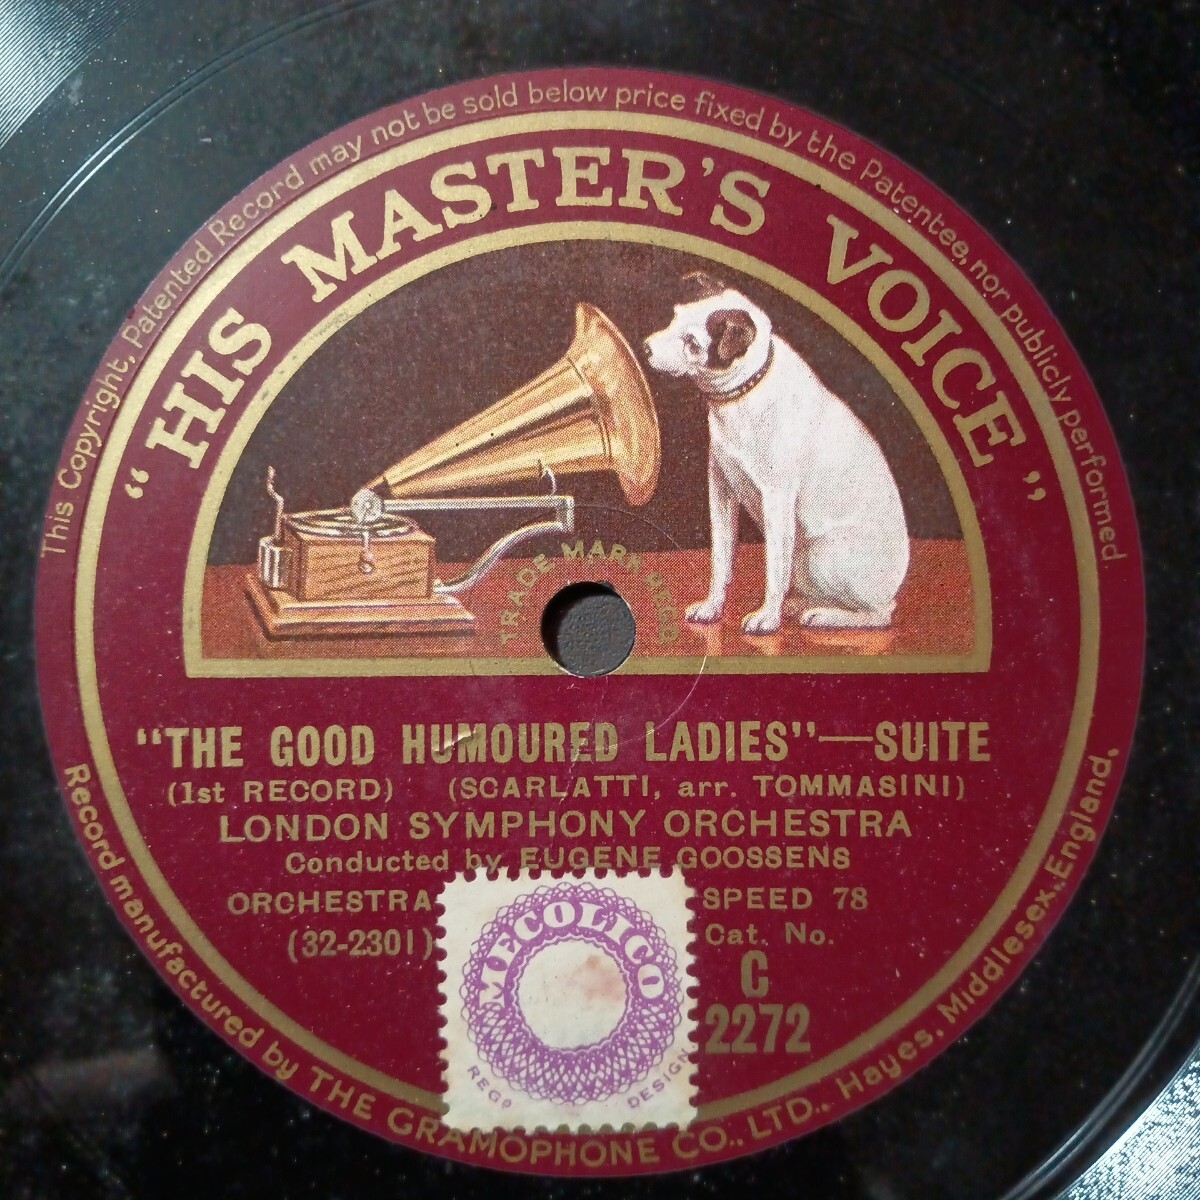 This Copyright, Patented Record may not be sold below price fixed by the Patentee, nor publicly performed.
"HIS MASTER'S VOICE"
TRADE MARK REGD
"THE GOOD HUMOURED LADIES"—SUITE
(1st RECORD) (SCARLATTI, arr. TOMMASINI)
LONDON SYMPHONY ORCHESTRA
Conducted by EUGENE GOOSSENS
ORCHESTRA SPEED 78
(32-2301) Cat. No.
C
2272
MECOLICO
REGD DESIGN
Record manufactured by THE GRAMOPHONE CO., LTD., Hayes, Middlesex, England.